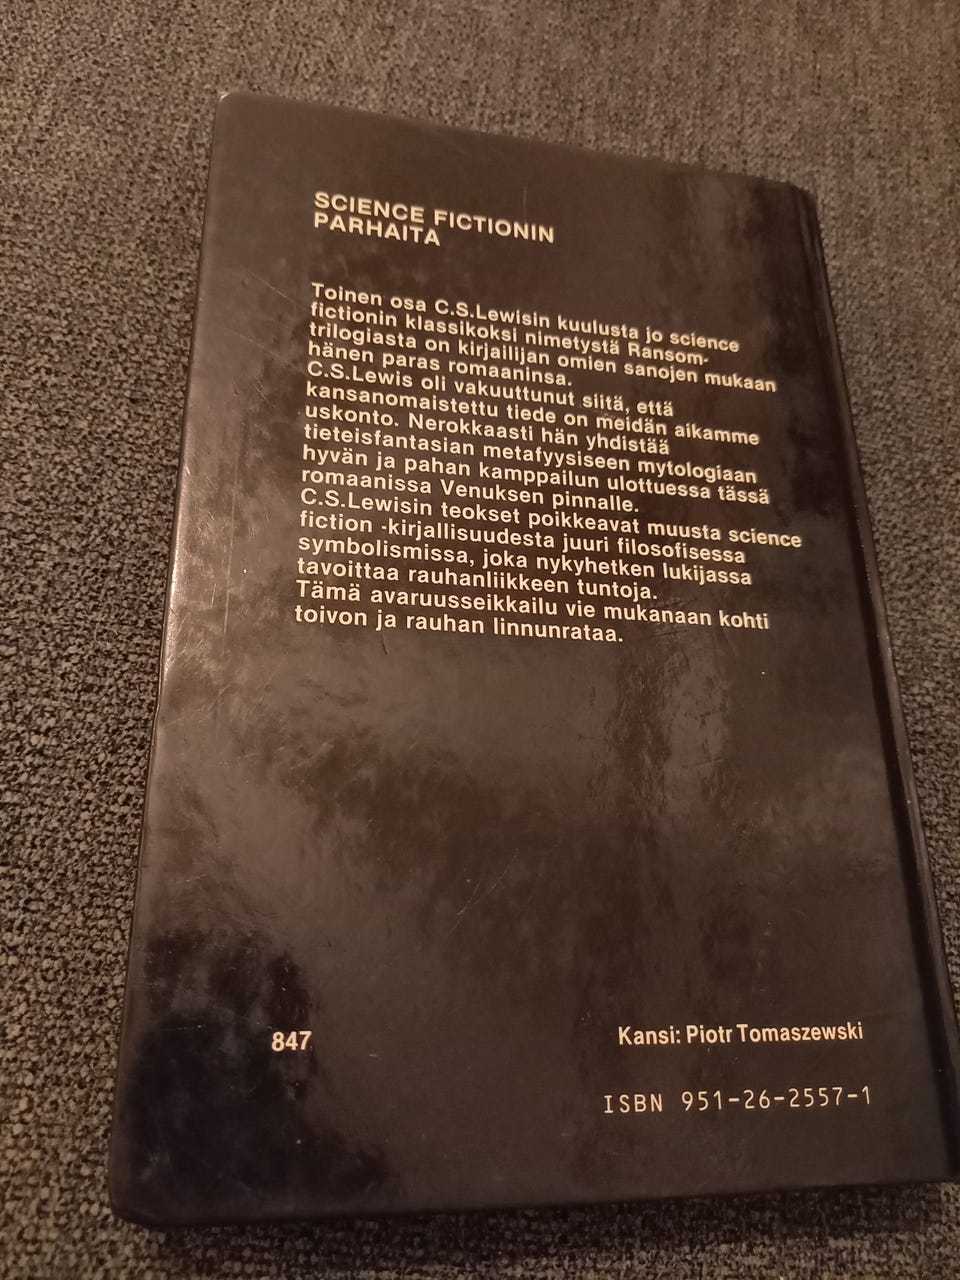 SCIENCE FICTIONIN
PARHAITA
Toinen osa C.S.Lewisin kuulusta jo science
fictionin klassikoksi nimetystä Ransom-
trilogiasta on kirjailijan omien sanojen mukaan
hänen paras romaaninsa.
C.S.Lewis oli vakuuttunut siitä, että
kansanomaistettu tiede on meidän aikamme
uskonto. Nerokkaasti hän yhdistää
tieteisfantasian metafyysiseen mytologiaan
hyvän ja pahan kamppailun ulottuessa tässä
romaanissa Venuksen pinnalle.
C.S.Lewisin teokset poikkeavat muusta science
fiction -kirjallisuudesta juuri filosofisessa
symbolismissa, joka nykyhetken lukijassa
tavoittaa rauhanliikkeen tuntoja.
Tämä avaruusseikkailu vie mukanaan kohti
toivon ja rauhan linnunrataa.
847
Kansi: Piotr Tomaszewski
ISBN 951-26-2557-1